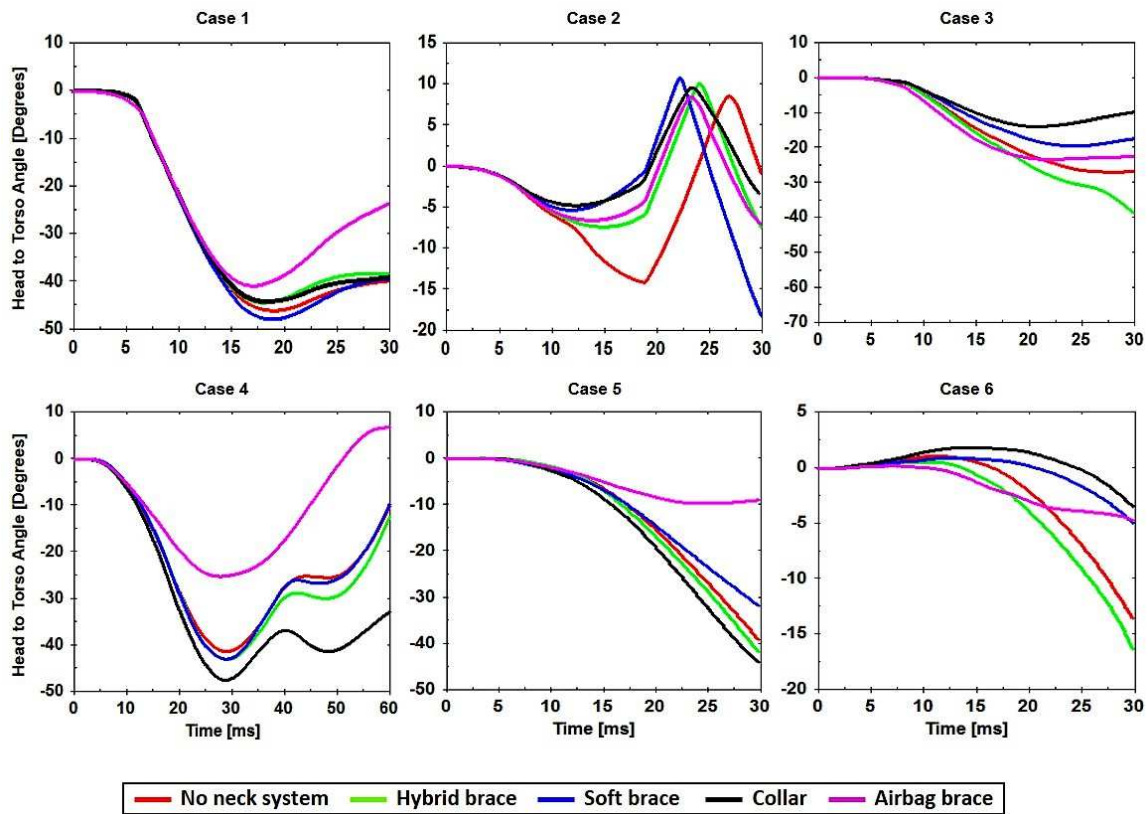 Case 1
Case 2
Case 3
Head to Torso Angle [Degrees]
10
0
-10
-20
-30
-40
-50
0 5 10 15 20 25 30
15
10
5
0
-5
-10
-15
-20
0 5 10 15 20 25 30
10
0
-10
-20
-30
-40
-50
-60
-70
0 5 10 15 20 25 30
Case 4
Case 5
Case 6
Head to Torso Angle [Degrees]
10
0
-10
-20
-30
-40
-50
0 10 20 30 40 50 60
Time [ms]
10
0
-10
-20
-30
-40
-50
0 5 10 15 20 25 30
Time [ms]
5
0
-5
-10
-15
-20
0 5 10 15 20 25 30
Time [ms]
No neck system Hybrid brace Soft brace Collar Airbag brace